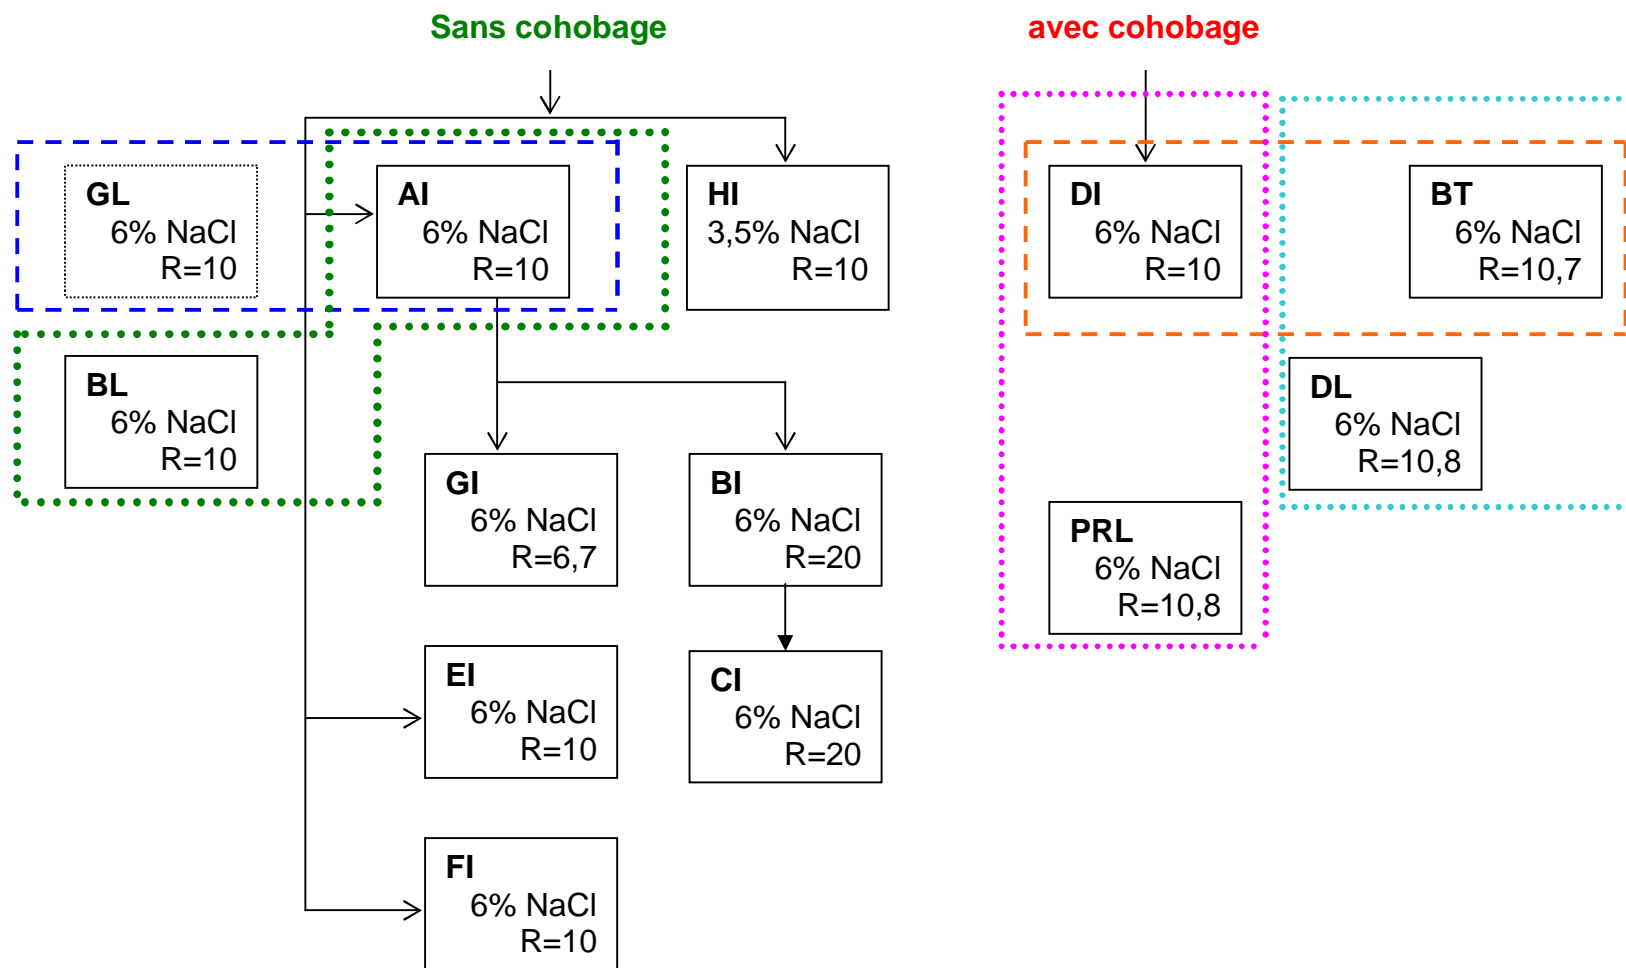 Sans cohobage
avec cohobage
GL
6% NaCl
R=10
AI
6% NaCl
R=10
HI
3,5% NaCl
R=10
DI
6% NaCl
R=10
BT
6% NaCl
R=10,7
BL
6% NaCl
R=10
DL
6% NaCl
R=10,8
GI
6% NaCl
R=6,7
BI
6% NaCl
R=20
PRL
6% NaCl
R=10,8
EI
6% NaCl
R=10
CI
6% NaCl
R=20
FI
6% NaCl
R=10